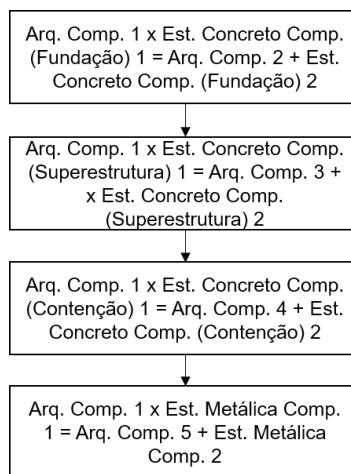 Arq. Comp. 1 x Est. Concreto Comp.
(Fundação) 1 = Arq. Comp. 2 + Est.
Concreto Comp. (Fundação) 2
Arq. Comp. 1 x Est. Concreto Comp.
(Superestrutura) 1 = Arq. Comp. 3 +
x Est. Concreto Comp.
(Superestrutura) 2
Arq. Comp. 1 x Est. Concreto Comp.
(Contenção) 1 = Arq. Comp. 4 + Est.
Concreto Comp. (Contenção) 2
Arq. Comp. 1 x Est. Metálica Comp.
1 = Arq. Comp. 5 + Est. Metálica
Comp. 2